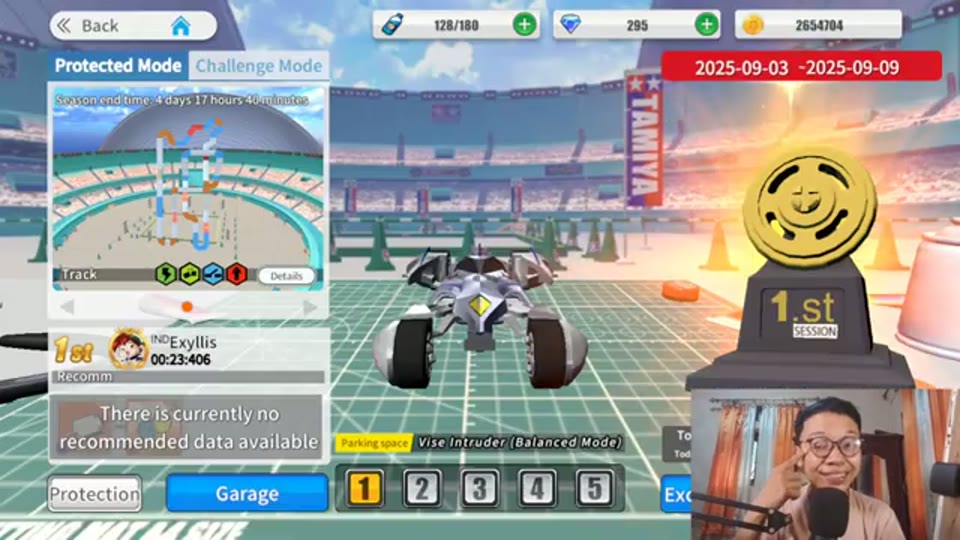 Back
128/180
295
2654704
Protected Mode
Challenge Mode
2025-09-03 ~2025-09-09
Season end time: 4 days 17 hours 40 minutes
TAMIYA
Track
Details
1st
IND Exyllis
00:23:406
Recomm
There is currently no
recommended data available
1.st
SESSION
Parking space
Vise Intruder (Balanced Mode)
Protection
Garage
1
2
3
4
5